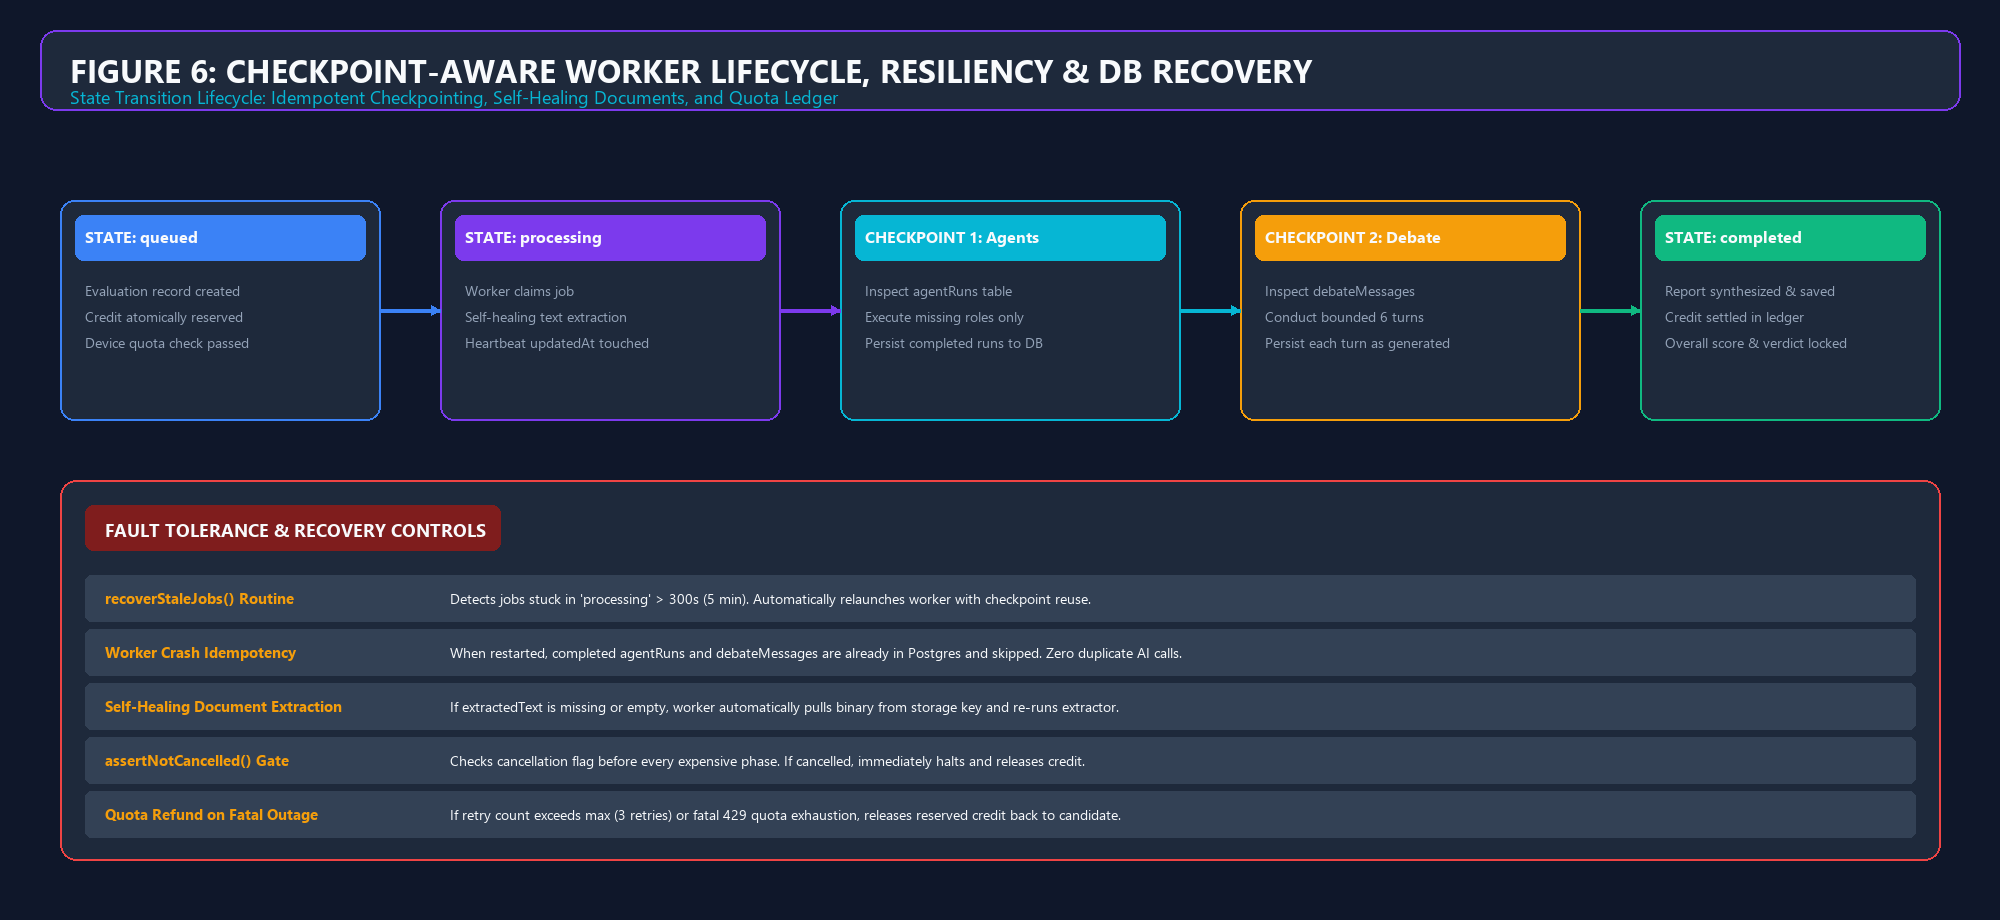 FIGURE 6: CHECKPOINT-AWARE WORKER LIFECYCLE, RESILIENCY & DB RECOVERY
State Transition Lifecycle: Idempotent Checkpointing, Self-Healing Documents, and Quota Ledger
STATE: queued
Evaluation record created
Credit atomically reserved
Device quota check passed
STATE: processing
Worker claims job
Self-healing text extraction
Heartbeat updatedAt touched
CHECKPOINT 1: Agents
Inspect agentRuns table
Execute missing roles only
Persist completed runs to DB
CHECKPOINT 2: Debate
Inspect debateMessages
Conduct bounded 6 turns
Persist each turn as generated
STATE: completed
Report synthesized & saved
Credit settled in ledger
Overall score & verdict locked
FAULT TOLERANCE & RECOVERY CONTROLS
recoverStaleJobs() Routine Detects jobs stuck in 'processing' > 300s (5 min). Automatically relaunches worker with checkpoint reuse.
Worker Crash Idempotency When restarted, completed agentRuns and debateMessages are already in Postgres and skipped. Zero duplicate AI calls.
Self-Healing Document Extraction If extractedText is missing or empty, worker automatically pulls binary from storage key and re-runs extractor.
assertNotCancelled() Gate Checks cancellation flag before every expensive phase. If cancelled, immediately halts and releases credit.
Quota Refund on Fatal Outage If retry count exceeds max (3 retries) or fatal 429 quota exhaustion, releases reserved credit back to candidate.